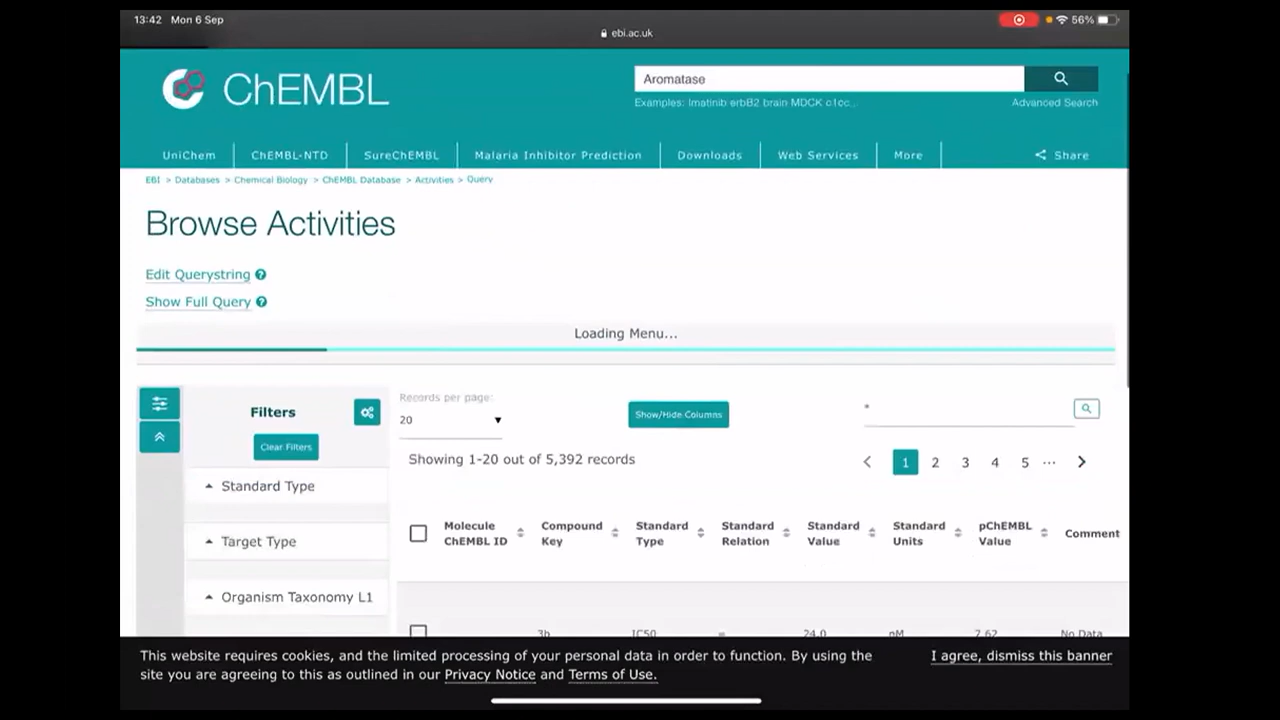 13:42 Mon 6 Sep 56%
ebi.ac.uk
ChEMBL
Aromatase
Examples: Imatinib erbB2 brain MDCK c1cc... Advanced Search
UniChem ChEMBL-NTD SureChEMBL Malaria Inhibitor Prediction Downloads Web Services More Share
EBI > Databases > Chemical Biology > ChEMBL Database > Activities > Query
Browse Activities
Edit Querystring ?
Show Full Query ?
Loading Menu...
Filters
Clear Filters
Standard Type
Target Type
Organism Taxonomy L1
Records per page:
20
Show/Hide Columns
*
Showing 1-20 out of 5,392 records
1 2 3 4 5 ...
Molecule ChEMBL ID Compound Key Standard Type Standard Relation Standard Value Standard Units pChEMBL Value Comment
3h IC50 = 24.0 nM 7.62 No Data
This website requires cookies, and the limited processing of your personal data in order to function. By using the
site you are agreeing to this as outlined in our Privacy Notice and Terms of Use.
I agree, dismiss this banner